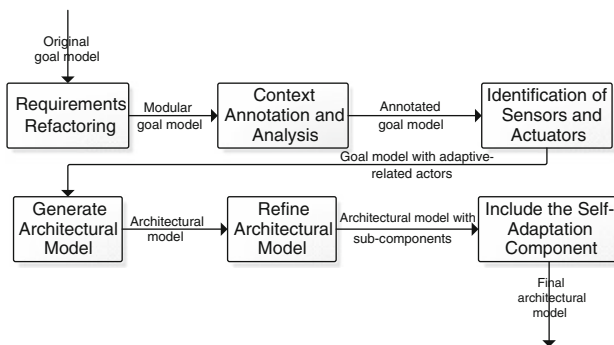 Original
goal model
Requirements
Refactoring
Modular
goal model
Context
Annotation and
Analysis
Annotated
goal model
Identification of
Sensors and
Actuators
Goal model with adaptive-
related actors
Generate
Architectural
Model
Architectural
model
Refine
Architectural
Model
Architectural model with
sub-components
Include the Self-
Adaptation
Component
Final
architectural
model